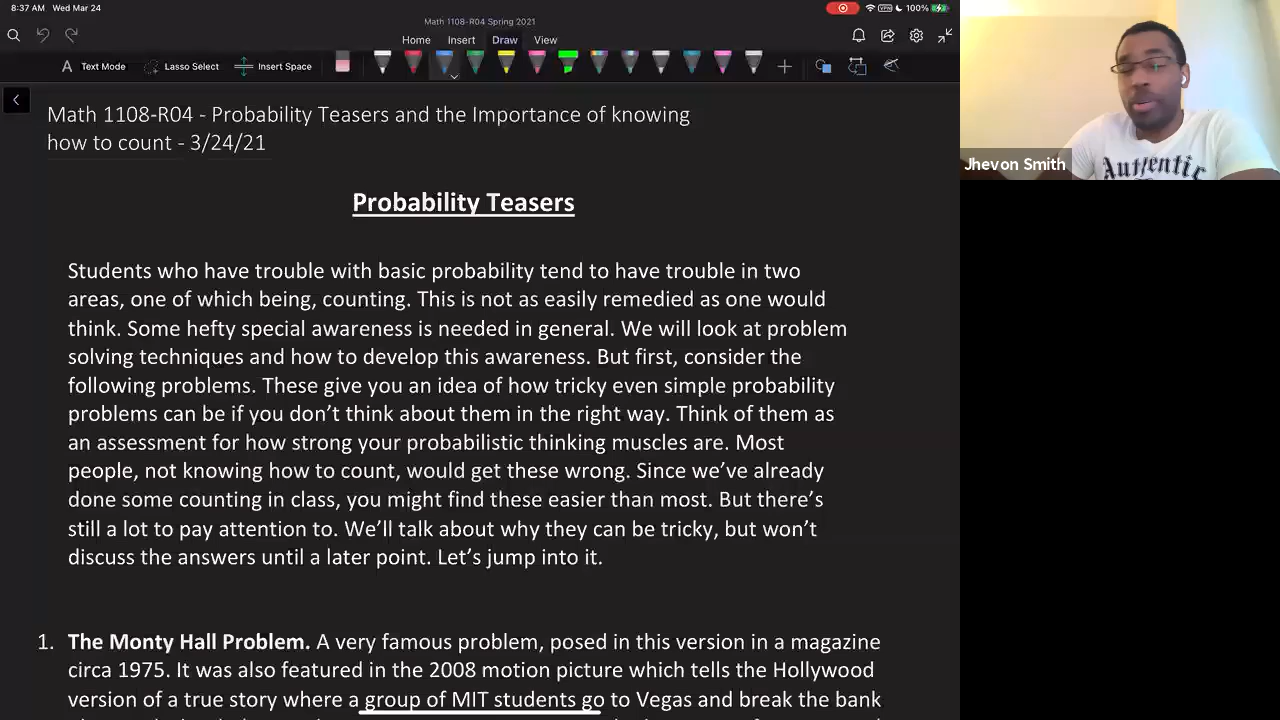 8:37 AM Wed Mar 24
VPN 100%
Math 1108-R04 Spring 2021
Home Insert Draw View
Text Mode Lasso Select Insert Space
Math 1108-R04 - Probability Teasers and the Importance of knowing
how to count - 3/24/21
Jhevon Smith
Authentic
Probability Teasers
Students who have trouble with basic probability tend to have trouble in two
areas, one of which being, counting. This is not as easily remedied as one would
think. Some hefty special awareness is needed in general. We will look at problem
solving techniques and how to develop this awareness. But first, consider the
following problems. These give you an idea of how tricky even simple probability
problems can be if you don’t think about them in the right way. Think of them as
an assessment for how strong your probabilistic thinking muscles are. Most
people, not knowing how to count, would get these wrong. Since we’ve already
done some counting in class, you might find these easier than most. But there’s
still a lot to pay attention to. We’ll talk about why they can be tricky, but won’t
discuss the answers until a later point. Let’s jump into it.
1. The Monty Hall Problem. A very famous problem, posed in this version in a magazine
circa 1975. It was also featured in the 2008 motion picture which tells the Hollywood
version of a true story where a group of MIT students go to Vegas and break the bank